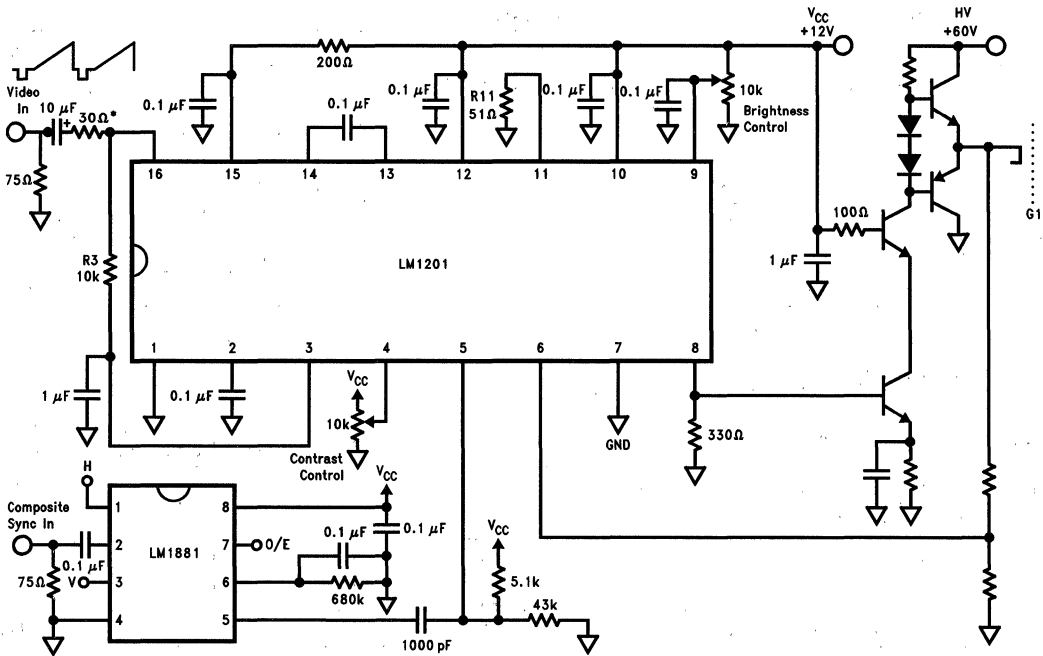 VCC
+12V
HV
+60V
200Ω
Video
In
10 µF
+
30Ω*
0.1 µF
0.1 µF
0.1 µF
R11
51Ω
0.1 µF
0.1 µF
10k
Brightness
Control
75Ω
16 15 14 13 12 11 10 9
G1
R3
10k
LM1201
100Ω
1 µF
1 2 3 4 5 6 7 8
1 µF
0.1 µF
VCC
10k
Contrast
Control
GND
330Ω
H
VCC
Composite
Sync In
1 8
0.1 µF
0.1 µF
2 LM1881 7
O/E
0.1 µF
VCC
75Ω
V
3 6
680k
5.1k
43k
4 5
1000 pF